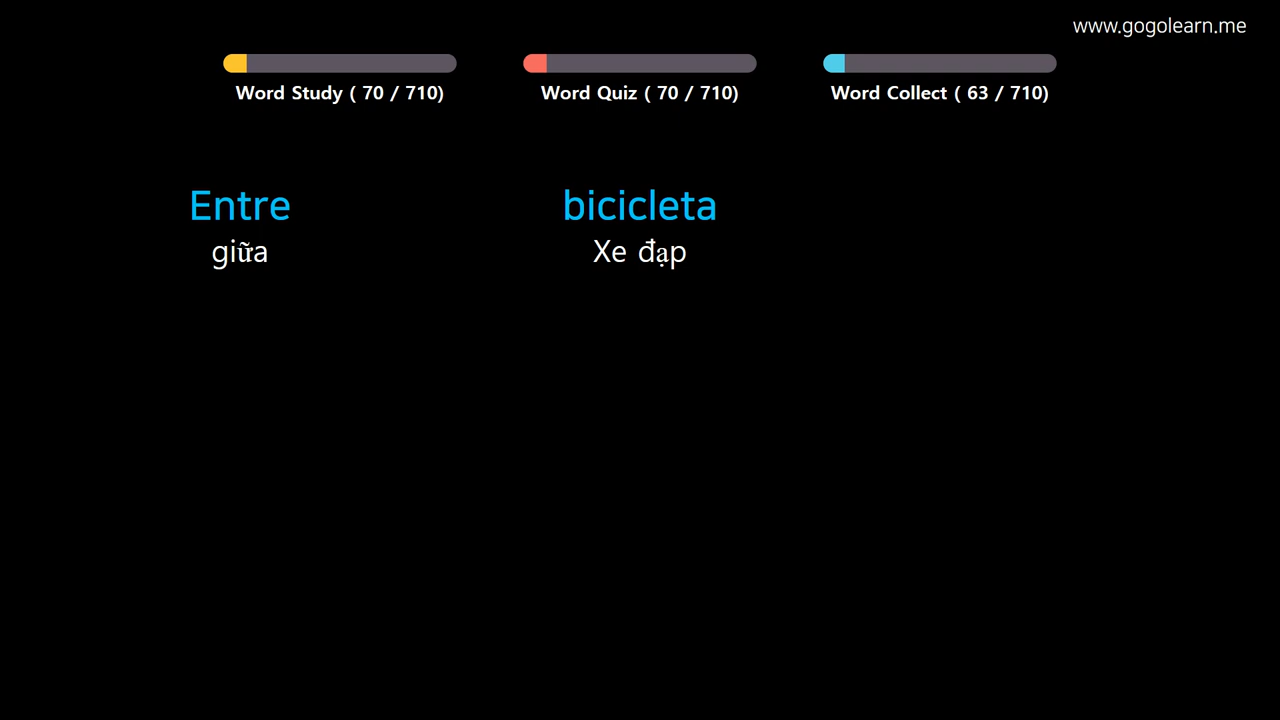 www.gogolearn.me
Word Study ( 70 / 710)
Word Quiz ( 70 / 710)
Word Collect ( 63 / 710)
Entre
giữa
bicicleta
Xe đạp